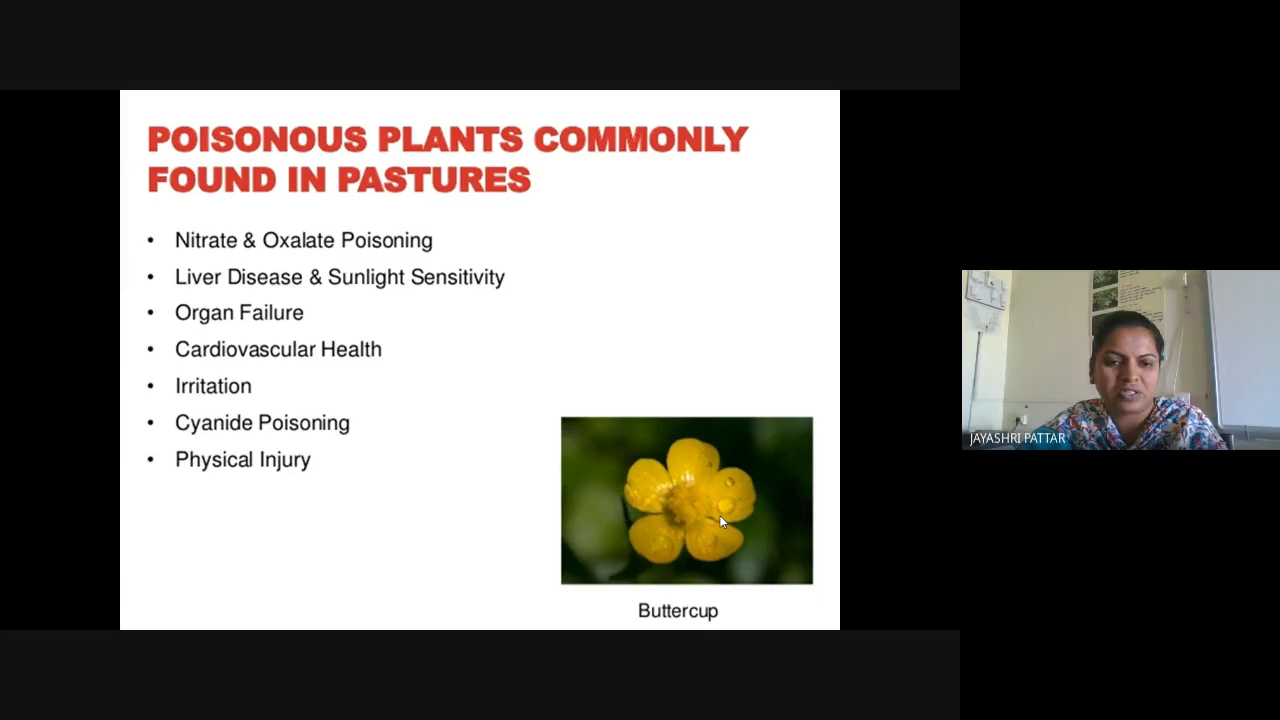 POISONOUS PLANTS COMMONLY
FOUND IN PASTURES
• Nitrate & Oxalate Poisoning
• Liver Disease & Sunlight Sensitivity
• Organ Failure
• Cardiovascular Health
• Irritation
• Cyanide Poisoning
• Physical Injury
Buttercup
JAYASHRI PATTAR